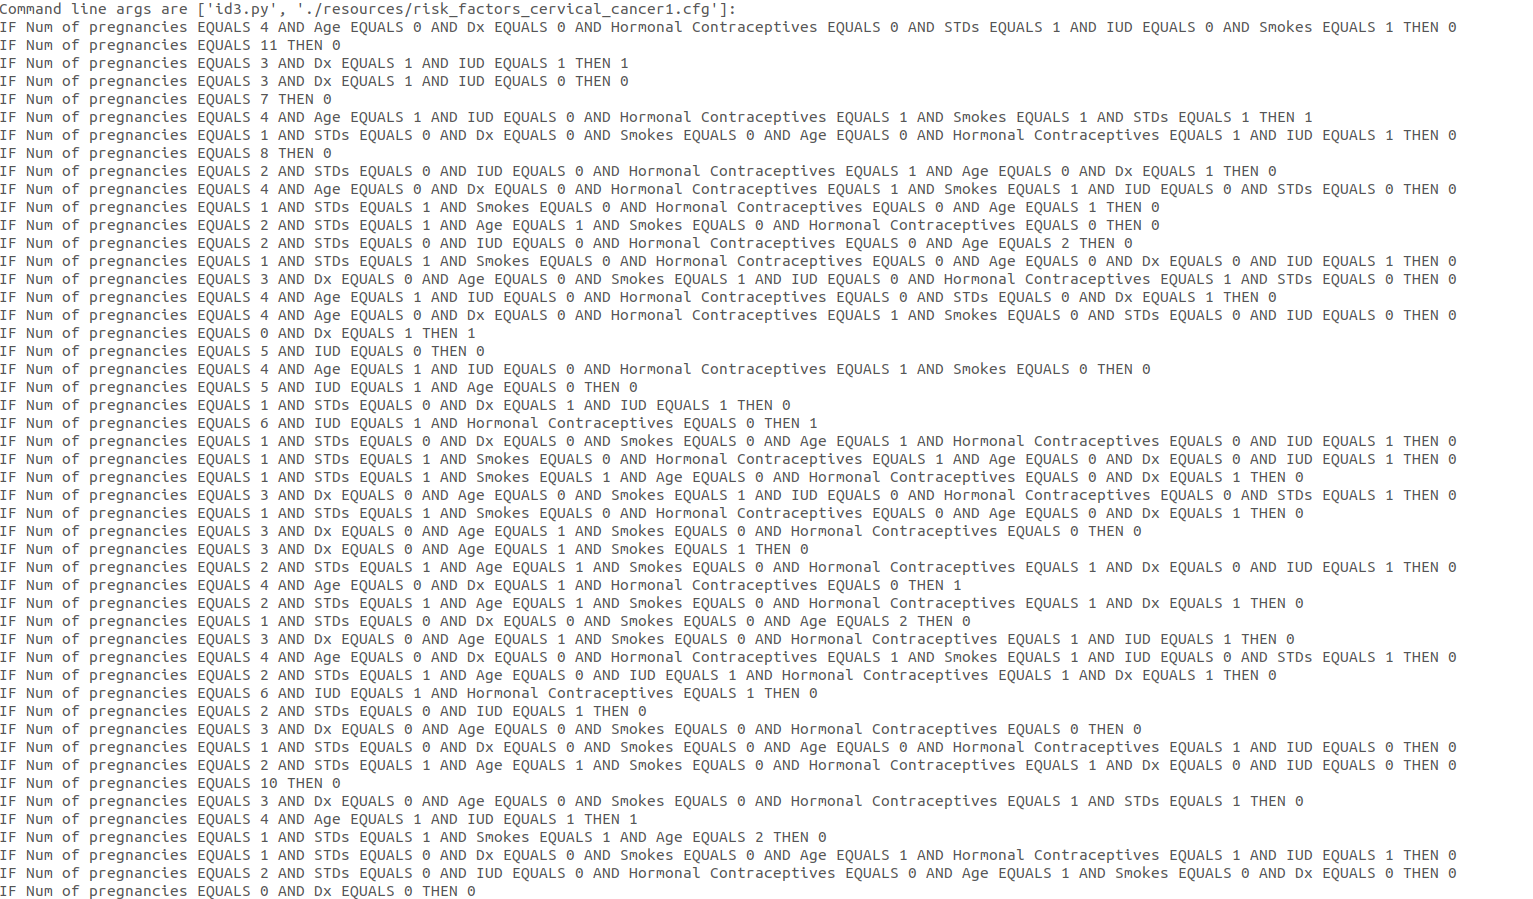 Command line args are ['id3.py', './resources/risk_factors_cervical_cancer1.cfg']:
IF Num of pregnancies EQUALS 4 AND Age EQUALS 0 AND Dx EQUALS 0 AND Hormonal Contraceptives EQUALS 0 AND STDs EQUALS 1 AND IUD EQUALS 0 AND Smokes EQUALS 1 THEN 0
IF Num of pregnancies EQUALS 11 THEN 0
IF Num of pregnancies EQUALS 3 AND Dx EQUALS 1 AND IUD EQUALS 1 THEN 1
IF Num of pregnancies EQUALS 3 AND Dx EQUALS 1 AND IUD EQUALS 0 THEN 0
IF Num of pregnancies EQUALS 7 THEN 0
IF Num of pregnancies EQUALS 4 AND Age EQUALS 1 AND IUD EQUALS 0 AND Hormonal Contraceptives EQUALS 1 AND Smokes EQUALS 1 AND STDs EQUALS 1 THEN 1
IF Num of pregnancies EQUALS 1 AND STDs EQUALS 0 AND Dx EQUALS 0 AND Smokes EQUALS 0 AND Age EQUALS 0 AND Hormonal Contraceptives EQUALS 1 AND IUD EQUALS 1 THEN 0
IF Num of pregnancies EQUALS 8 THEN 0
IF Num of pregnancies EQUALS 2 AND STDs EQUALS 0 AND IUD EQUALS 0 AND Hormonal Contraceptives EQUALS 1 AND Age EQUALS 0 AND Dx EQUALS 1 THEN 0
IF Num of pregnancies EQUALS 4 AND Age EQUALS 0 AND Dx EQUALS 0 AND Hormonal Contraceptives EQUALS 1 AND Smokes EQUALS 1 AND IUD EQUALS 0 AND STDs EQUALS 0 THEN 0
IF Num of pregnancies EQUALS 1 AND STDs EQUALS 1 AND Smokes EQUALS 0 AND Hormonal Contraceptives EQUALS 0 AND Age EQUALS 1 THEN 0
IF Num of pregnancies EQUALS 2 AND STDs EQUALS 1 AND Age EQUALS 1 AND Smokes EQUALS 0 AND Hormonal Contraceptives EQUALS 0 THEN 0
IF Num of pregnancies EQUALS 2 AND STDs EQUALS 0 AND IUD EQUALS 0 AND Hormonal Contraceptives EQUALS 0 AND Age EQUALS 2 THEN 0
IF Num of pregnancies EQUALS 1 AND STDs EQUALS 1 AND Smokes EQUALS 0 AND Hormonal Contraceptives EQUALS 0 AND Age EQUALS 0 AND Dx EQUALS 0 AND IUD EQUALS 1 THEN 0
IF Num of pregnancies EQUALS 3 AND Dx EQUALS 0 AND Age EQUALS 0 AND Smokes EQUALS 1 AND IUD EQUALS 0 AND Hormonal Contraceptives EQUALS 1 AND STDs EQUALS 0 THEN 0
IF Num of pregnancies EQUALS 4 AND Age EQUALS 1 AND IUD EQUALS 0 AND Hormonal Contraceptives EQUALS 0 AND STDs EQUALS 0 AND Dx EQUALS 1 THEN 0
IF Num of pregnancies EQUALS 4 AND Age EQUALS 0 AND Dx EQUALS 0 AND Hormonal Contraceptives EQUALS 1 AND Smokes EQUALS 0 AND STDs EQUALS 0 AND IUD EQUALS 0 THEN 0
IF Num of pregnancies EQUALS 0 AND Dx EQUALS 1 THEN 1
IF Num of pregnancies EQUALS 5 AND IUD EQUALS 0 THEN 0
IF Num of pregnancies EQUALS 4 AND Age EQUALS 1 AND IUD EQUALS 0 AND Hormonal Contraceptives EQUALS 1 AND Smokes EQUALS 0 THEN 0
IF Num of pregnancies EQUALS 5 AND IUD EQUALS 1 AND Age EQUALS 0 THEN 0
IF Num of pregnancies EQUALS 1 AND STDs EQUALS 0 AND Dx EQUALS 1 AND IUD EQUALS 1 THEN 0
IF Num of pregnancies EQUALS 6 AND IUD EQUALS 1 AND Hormonal Contraceptives EQUALS 0 THEN 1
IF Num of pregnancies EQUALS 1 AND STDs EQUALS 0 AND Dx EQUALS 0 AND Smokes EQUALS 0 AND Age EQUALS 1 AND Hormonal Contraceptives EQUALS 0 AND IUD EQUALS 1 THEN 0
IF Num of pregnancies EQUALS 1 AND STDs EQUALS 1 AND Smokes EQUALS 0 AND Hormonal Contraceptives EQUALS 1 AND Age EQUALS 0 AND Dx EQUALS 0 AND IUD EQUALS 1 THEN 0
IF Num of pregnancies EQUALS 1 AND STDs EQUALS 1 AND Smokes EQUALS 1 AND Age EQUALS 0 AND Hormonal Contraceptives EQUALS 0 AND Dx EQUALS 1 THEN 0
IF Num of pregnancies EQUALS 3 AND Dx EQUALS 0 AND Age EQUALS 0 AND Smokes EQUALS 1 AND IUD EQUALS 0 AND Hormonal Contraceptives EQUALS 0 AND STDs EQUALS 1 THEN 0
IF Num of pregnancies EQUALS 1 AND STDs EQUALS 1 AND Smokes EQUALS 0 AND Hormonal Contraceptives EQUALS 0 AND Age EQUALS 0 AND Dx EQUALS 1 THEN 0
IF Num of pregnancies EQUALS 3 AND Dx EQUALS 0 AND Age EQUALS 1 AND Smokes EQUALS 0 AND Hormonal Contraceptives EQUALS 0 THEN 0
IF Num of pregnancies EQUALS 3 AND Dx EQUALS 0 AND Age EQUALS 1 AND Smokes EQUALS 1 THEN 0
IF Num of pregnancies EQUALS 2 AND STDs EQUALS 1 AND Age EQUALS 1 AND Smokes EQUALS 0 AND Hormonal Contraceptives EQUALS 1 AND Dx EQUALS 0 AND IUD EQUALS 1 THEN 0
IF Num of pregnancies EQUALS 4 AND Age EQUALS 0 AND Dx EQUALS 1 AND Hormonal Contraceptives EQUALS 0 THEN 1
IF Num of pregnancies EQUALS 2 AND STDs EQUALS 1 AND Age EQUALS 1 AND Smokes EQUALS 0 AND Hormonal Contraceptives EQUALS 1 AND Dx EQUALS 1 THEN 0
IF Num of pregnancies EQUALS 1 AND STDs EQUALS 0 AND Dx EQUALS 0 AND Smokes EQUALS 0 AND Age EQUALS 2 THEN 0
IF Num of pregnancies EQUALS 3 AND Dx EQUALS 0 AND Age EQUALS 1 AND Smokes EQUALS 0 AND Hormonal Contraceptives EQUALS 1 AND IUD EQUALS 1 THEN 0
IF Num of pregnancies EQUALS 4 AND Age EQUALS 0 AND Dx EQUALS 0 AND Hormonal Contraceptives EQUALS 1 AND Smokes EQUALS 1 AND IUD EQUALS 0 AND STDs EQUALS 1 THEN 0
IF Num of pregnancies EQUALS 2 AND STDs EQUALS 1 AND Age EQUALS 0 AND IUD EQUALS 1 AND Hormonal Contraceptives EQUALS 1 AND Dx EQUALS 1 THEN 0
IF Num of pregnancies EQUALS 6 AND IUD EQUALS 1 AND Hormonal Contraceptives EQUALS 1 THEN 0
IF Num of pregnancies EQUALS 2 AND STDs EQUALS 0 AND IUD EQUALS 1 THEN 0
IF Num of pregnancies EQUALS 3 AND Dx EQUALS 0 AND Age EQUALS 0 AND Smokes EQUALS 0 AND Hormonal Contraceptives EQUALS 0 THEN 0
IF Num of pregnancies EQUALS 1 AND STDs EQUALS 0 AND Dx EQUALS 0 AND Smokes EQUALS 0 AND Age EQUALS 0 AND Hormonal Contraceptives EQUALS 1 AND IUD EQUALS 0 THEN 0
IF Num of pregnancies EQUALS 2 AND STDs EQUALS 1 AND Age EQUALS 1 AND Smokes EQUALS 0 AND Hormonal Contraceptives EQUALS 1 AND Dx EQUALS 0 AND IUD EQUALS 0 THEN 0
IF Num of pregnancies EQUALS 10 THEN 0
IF Num of pregnancies EQUALS 3 AND Dx EQUALS 0 AND Age EQUALS 0 AND Smokes EQUALS 0 AND Hormonal Contraceptives EQUALS 1 AND STDs EQUALS 1 THEN 0
IF Num of pregnancies EQUALS 4 AND Age EQUALS 1 AND IUD EQUALS 1 THEN 1
IF Num of pregnancies EQUALS 1 AND STDs EQUALS 1 AND Smokes EQUALS 1 AND Age EQUALS 2 THEN 0
IF Num of pregnancies EQUALS 1 AND STDs EQUALS 0 AND Dx EQUALS 0 AND Smokes EQUALS 0 AND Age EQUALS 1 AND Hormonal Contraceptives EQUALS 1 AND IUD EQUALS 1 THEN 0
IF Num of pregnancies EQUALS 2 AND STDs EQUALS 0 AND IUD EQUALS 0 AND Hormonal Contraceptives EQUALS 0 AND Age EQUALS 1 AND Smokes EQUALS 0 AND Dx EQUALS 0 THEN 0
IF Num of pregnancies EQUALS 0 AND Dx EQUALS 0 THEN 0